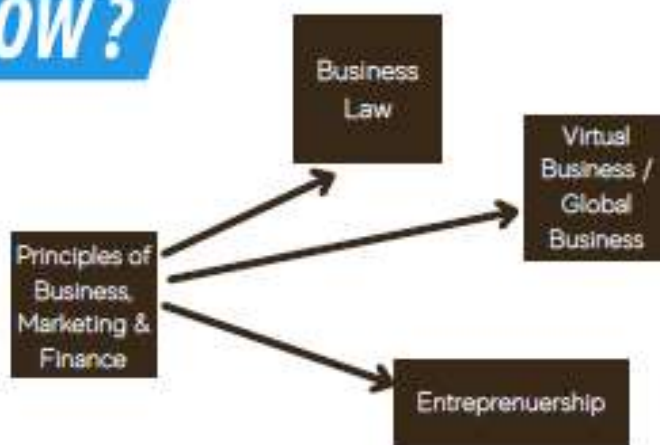 OW?
Business
Law
Virtual
Business /
Global
Business
Principles of
Business,
Marketing &
Finance
Entreprenuership